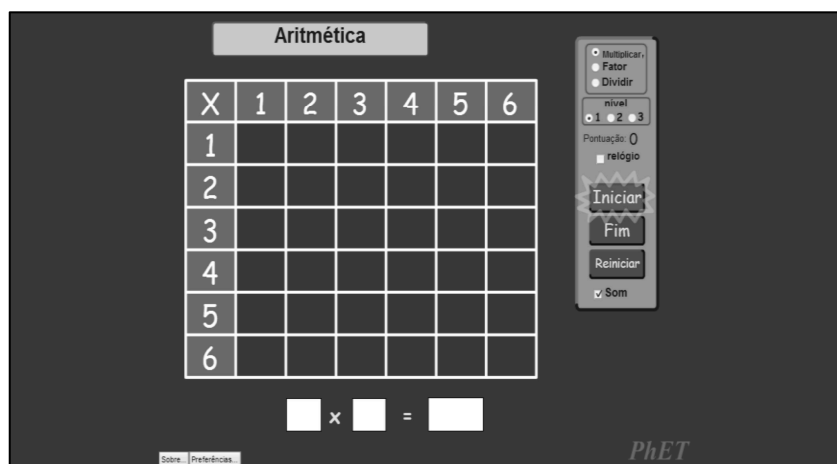 Aritmética
X 1 2 3 4 5 6
1
2
3
4
5
6
x =
Multiplicar,
Fator
Dividir
nível
1 2 3
Pontuação: 0
relógio
Iniciar
Fim
Reiniciar
Som
Sobre... Preferências...
PhET